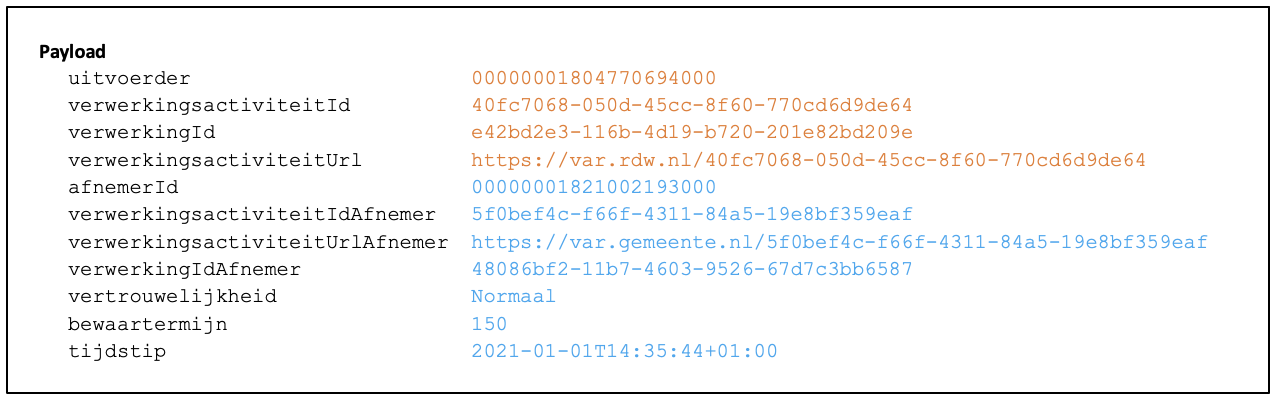 Payload
uitvoerder 00000001804770694000
verwerkingsactiviteitId 40fc7068-050d-45cc-8f60-770cd6d9de64
verwerkingId e42bd2e3-116b-4d19-b720-201e82bd209e
verwerkingsactiviteitUrl https://var.rdw.nl/40fc7068-050d-45cc-8f60-770cd6d9de64
afnemerId 00000001821002193000
verwerkingsactiviteitIdAfnemer 5f0bef4c-f66f-4311-84a5-19e8bf359eaf
verwerkingsactiviteitUrlAfnemer https://var.gemeente.nl/5f0bef4c-f66f-4311-84a5-19e8bf359eaf
verwerkingIdAfnemer 48086bf2-11b7-4603-9526-67d7c3bb6587
vertrouwelijkheid Normaal
bewaartermijn 150
tijdstip 2021-01-01T14:35:44+01:00